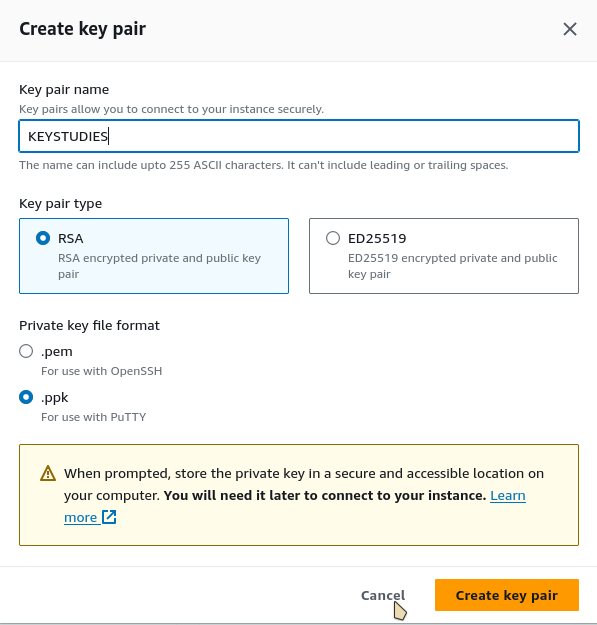 Create key pair
Key pair name
Key pairs allow you to connect to your instance securely.
KEYSTUDIES
The name can include upto 255 ASCII characters. It can't include leading or trailing spaces.
Key pair type
RSA
RSA encrypted private and public key
pair
ED25519
ED25519 encrypted private and public
key pair
Private key file format
.pem
For use with OpenSSH
.ppk
For use with PuTTY
When prompted, store the private key in a secure and accessible location on
your computer. You will need it later to connect to your instance. Learn
more
Cancel
Create key pair